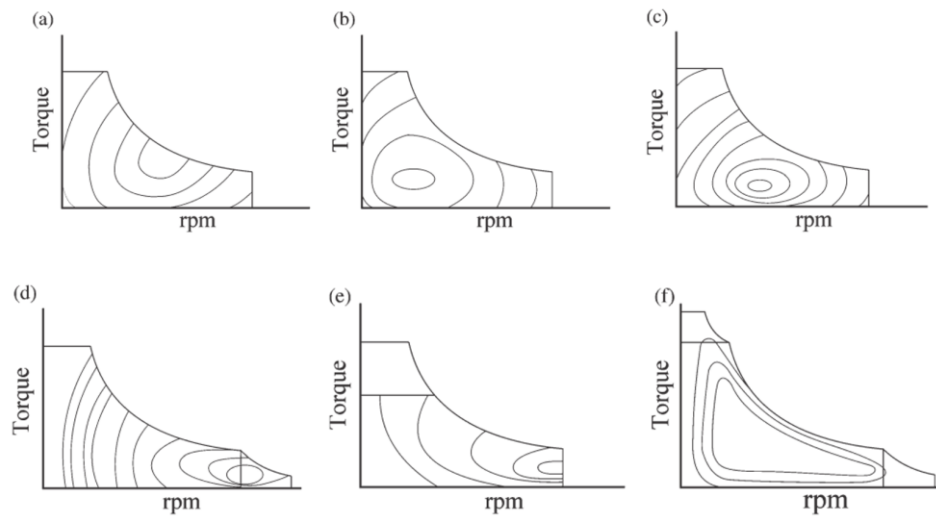 (a)
Torque
rpm
(b)
Torque
rpm
(c)
Torque
rpm
(d)
Torque
rpm
(e)
Torque
rpm
(f)
Torque
rpm